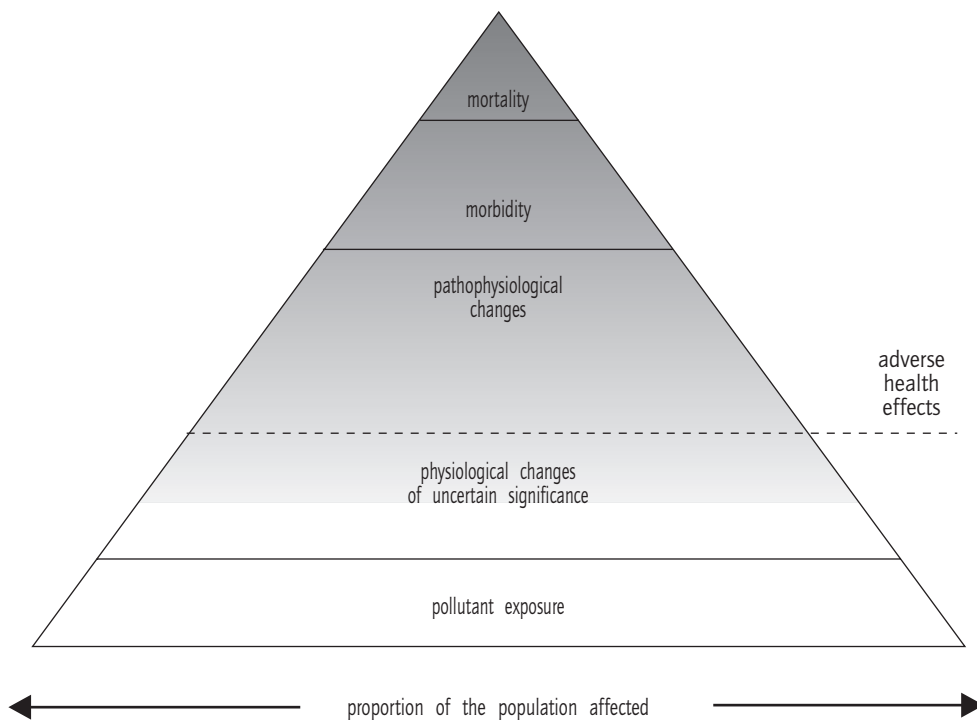 mortality
morbidity
pathophysiological
changes
adverse
health
effects
physiological changes
of uncertain significance
pollutant exposure
proportion of the population affected